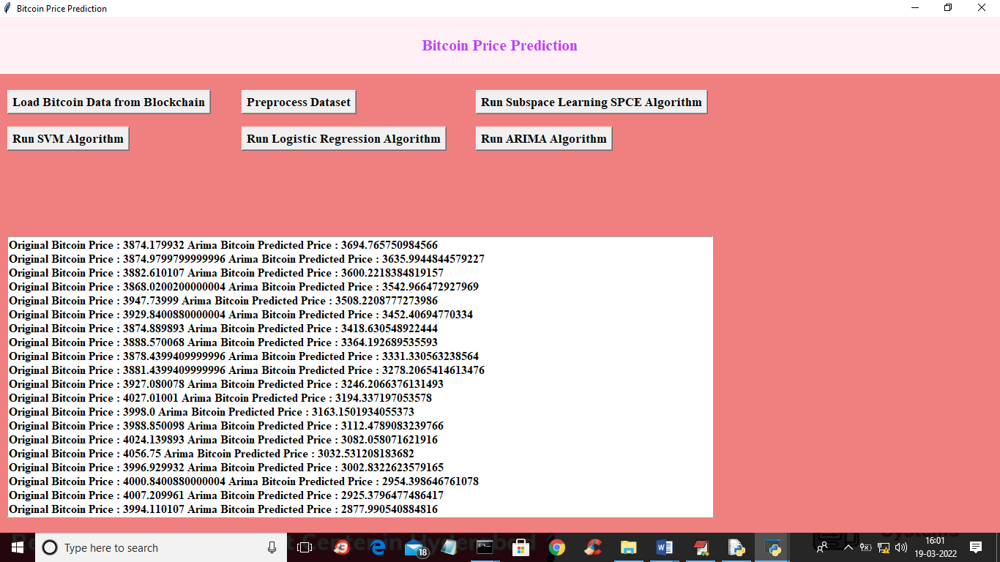 Bitcoin Price Prediction
Bitcoin Price Prediction
Load Bitcoin Data from Blockchain
Preprocess Dataset
Run Subspace Learning SPCE Algorithm
Run SVM Algorithm
Run Logistic Regression Algorithm
Run ARIMA Algorithm
Original Bitcoin Price : 3874.179932 Arima Bitcoin Predicted Price : 3694.765750984566
Original Bitcoin Price : 3874.9799799999996 Arima Bitcoin Predicted Price : 3635.9944844579227
Original Bitcoin Price : 3882.610107 Arima Bitcoin Predicted Price : 3600.2218384819157
Original Bitcoin Price : 3868.0200200000004 Arima Bitcoin Predicted Price : 3542.966472927969
Original Bitcoin Price : 3947.73999 Arima Bitcoin Predicted Price : 3508.2208777273986
Original Bitcoin Price : 3929.8400880000004 Arima Bitcoin Predicted Price : 3452.40694770334
Original Bitcoin Price : 3874.889893 Arima Bitcoin Predicted Price : 3418.630548922444
Original Bitcoin Price : 3888.570068 Arima Bitcoin Predicted Price : 3364.192689535593
Original Bitcoin Price : 3878.4399409999996 Arima Bitcoin Predicted Price : 3331.330563238564
Original Bitcoin Price : 3881.4399409999996 Arima Bitcoin Predicted Price : 3278.2065414613476
Original Bitcoin Price : 3927.080078 Arima Bitcoin Predicted Price : 3246.2066376131493
Original Bitcoin Price : 4027.01001 Arima Bitcoin Predicted Price : 3194.337197053578
Original Bitcoin Price : 3998.0 Arima Bitcoin Predicted Price : 3163.1501934055373
Original Bitcoin Price : 3988.850098 Arima Bitcoin Predicted Price : 3112.4789083239766
Original Bitcoin Price : 4024.139893 Arima Bitcoin Predicted Price : 3082.058071621916
Original Bitcoin Price : 4056.75 Arima Bitcoin Predicted Price : 3032.531208183682
Original Bitcoin Price : 3996.929932 Arima Bitcoin Predicted Price : 3002.8322623579165
Original Bitcoin Price : 4000.8400880000004 Arima Bitcoin Predicted Price : 2954.398646761078
Original Bitcoin Price : 4007.209961 Arima Bitcoin Predicted Price : 2925.3796477486417
Original Bitcoin Price : 3994.110107 Arima Bitcoin Predicted Price : 2877.990540884816
Type here to search
18
16:01
19-03-2022